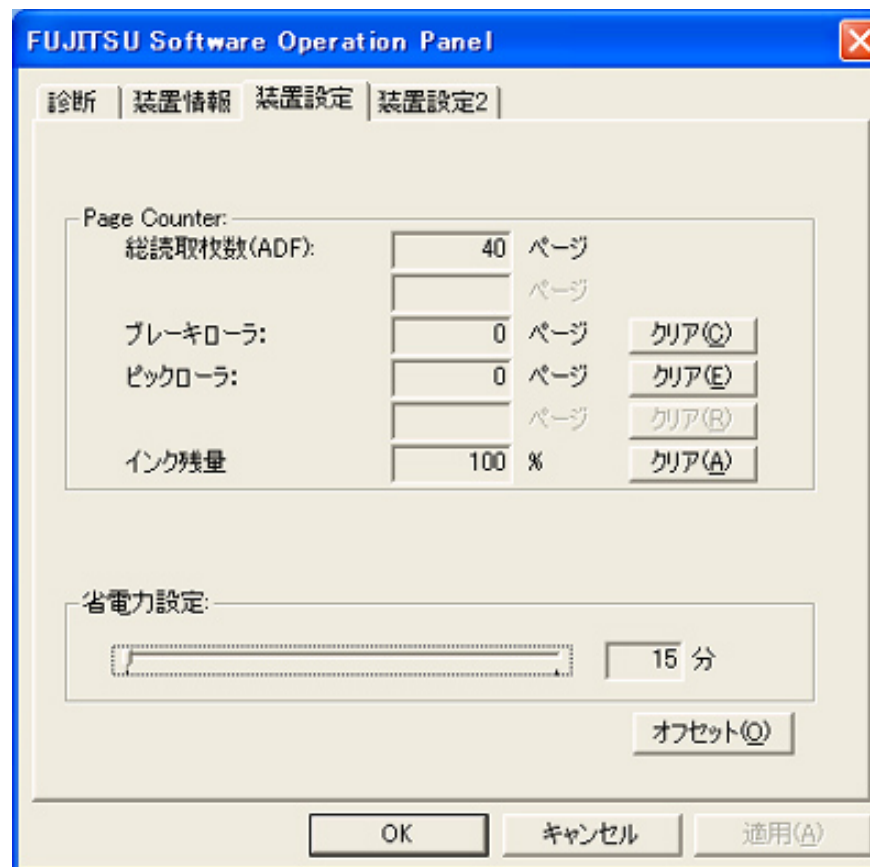 FUJITSU Software Operation Panel
診断 装置情報 装置設定 装置設定2
Page Counter:
総読取枚数(ADF): 40 ページ
ページ
ブレーキローラ: 0 ページ クリア(C)
ピックローラ: 0 ページ クリア(E)
ページ クリア(R)
インク残量 100 % クリア(A)
省電力設定:
15 分
オフセット(O)
OK キャンセル 適用(A)